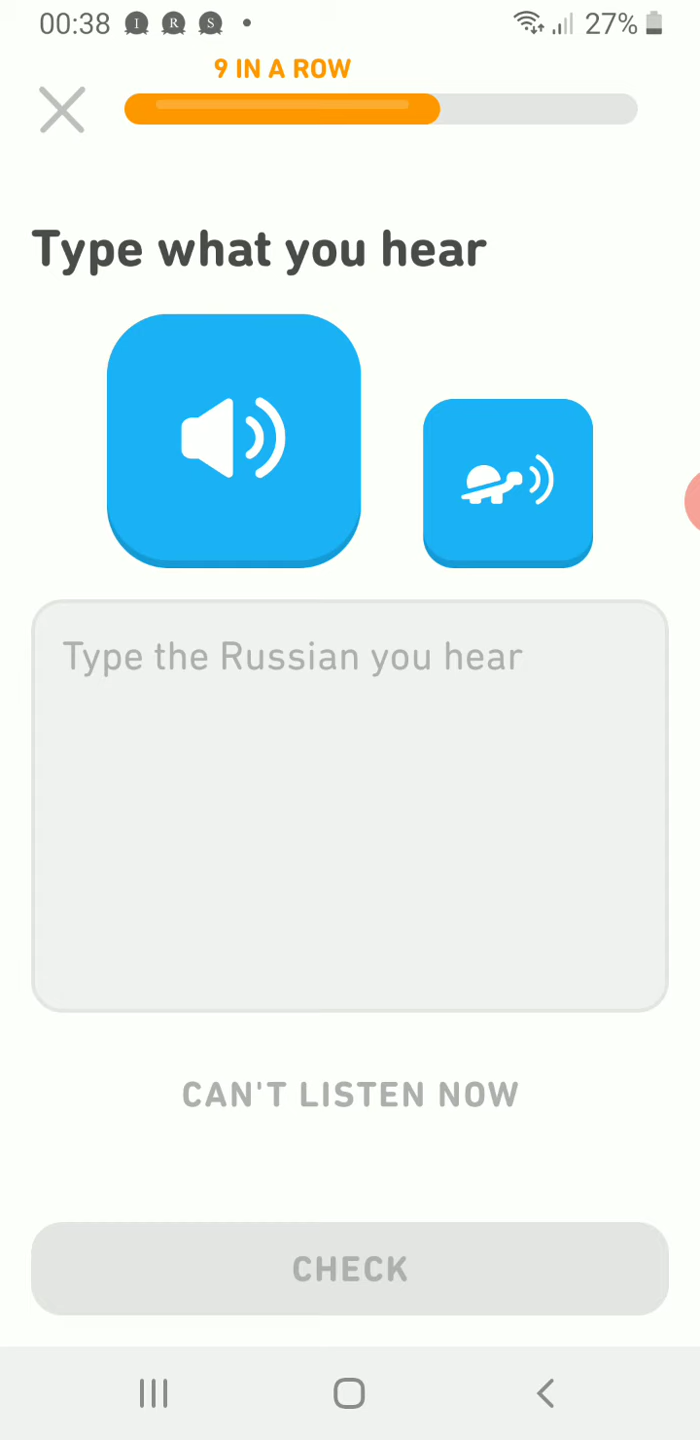 00:38 I R S 27%
9 IN A ROW
Type what you hear
Type the Russian you hear
CAN'T LISTEN NOW
CHECK